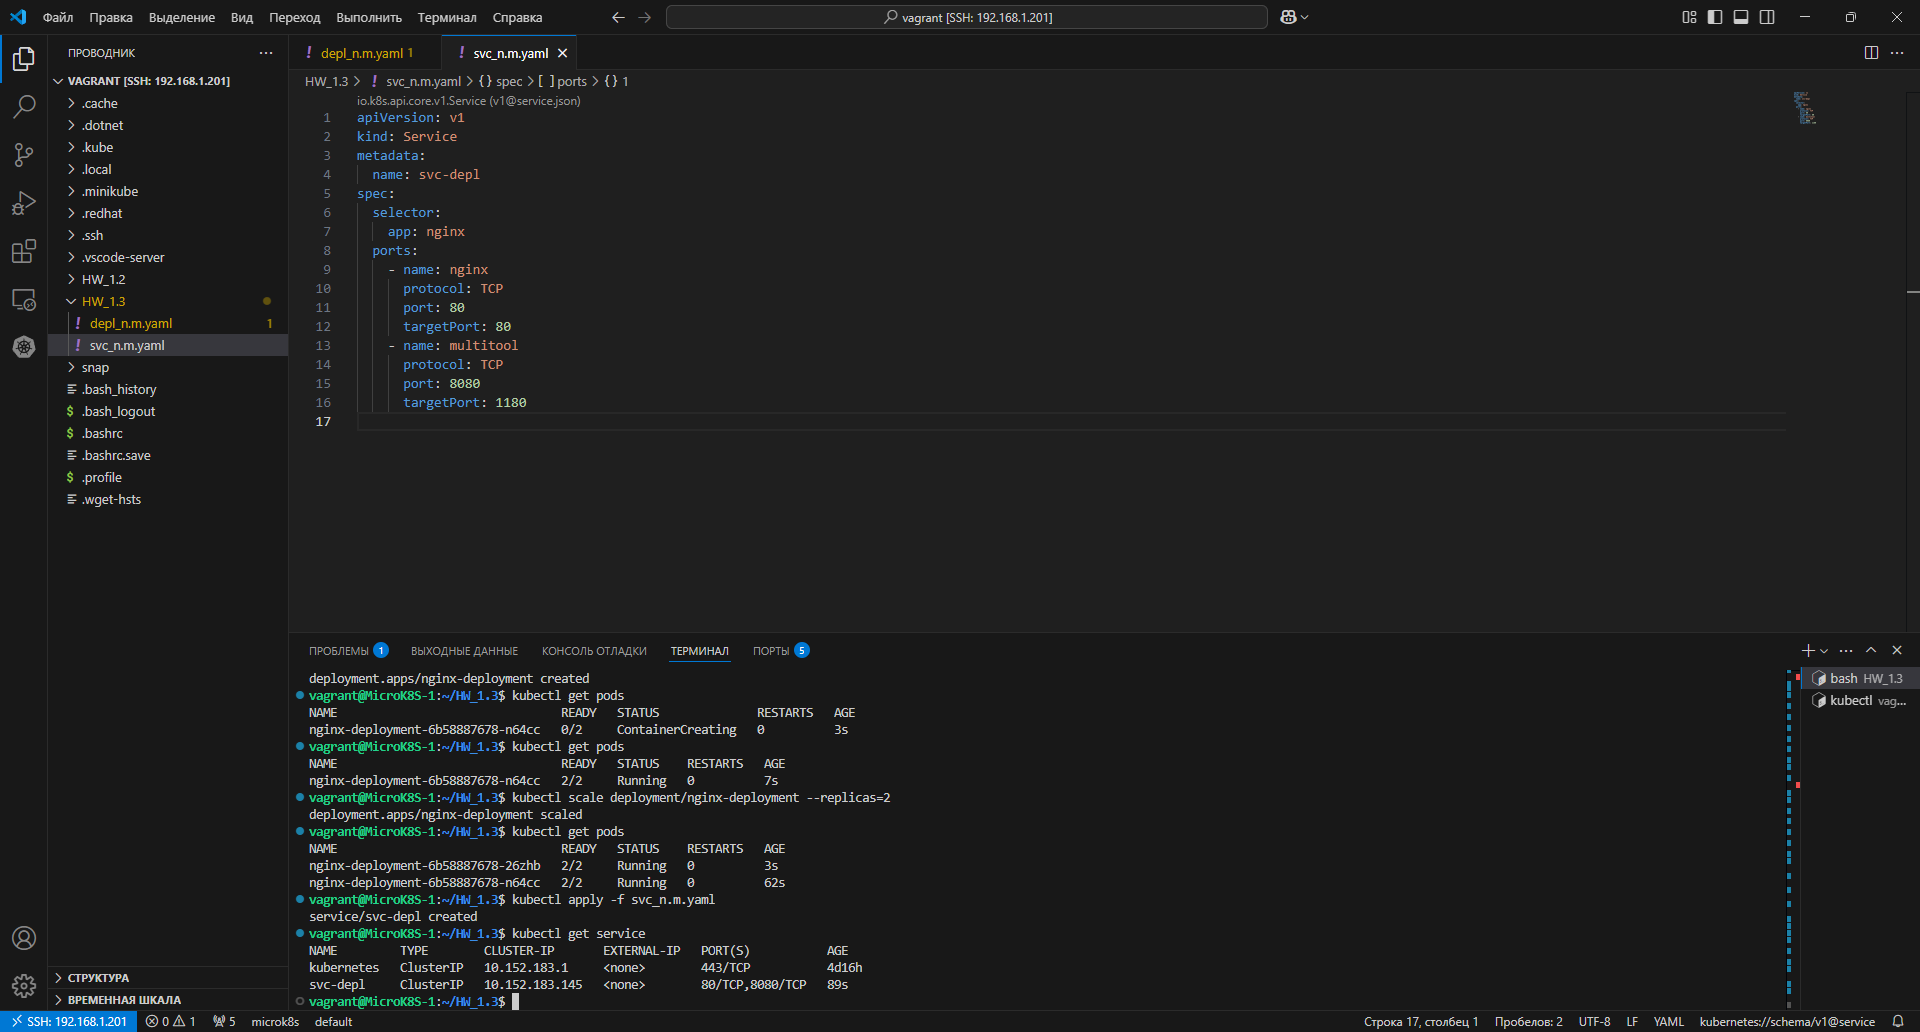 Файл Правка Выделение Вид Переход Выполнить Терминал Справка
vagrant [SSH: 192.168.1.201]
ПРОВОДНИК
VAGRANT [SSH: 192.168.1.201]
.cache
.dotnet
.kube
.local
.minikube
.redhat
.ssh
.vscode-server
HW_1.2
HW_1.3
! depl_n.m.yaml 1
! svc_n.m.yaml
snap
.bash_history
$ .bash_logout
$ .bashrc
.bashrc.save
$ .profile
.wget-hsts
СТРУКТУРА
ВРЕМЕННАЯ ШКАЛА
! depl_n.m.yaml 1
! svc_n.m.yaml
HW_1.3 > ! svc_n.m.yaml > {} spec > [ ] ports > {} 1
io.k8s.api.core.v1.Service (v1@service.json)
1 apiVersion: v1
2 kind: Service
3 metadata:
4 name: svc-depl
5 spec:
6 selector:
7 app: nginx
8 ports:
9 - name: nginx
10 protocol: TCP
11 port: 80
12 targetPort: 80
13 - name: multitool
14 protocol: TCP
15 port: 8080
16 targetPort: 1180
17
ПРОБЛЕМЫ 1 ВЫХОДНЫЕ ДАННЫЕ КОНСОЛЬ ОТЛАДКИ ТЕРМИНАЛ ПОРТЫ 5
deployment.apps/nginx-deployment created
vagrant@MicroK8S-1:~/HW_1.3$ kubectl get pods
NAME READY STATUS RESTARTS AGE
nginx-deployment-6b58887678-n64cc 0/2 ContainerCreating 0 3s
vagrant@MicroK8S-1:~/HW_1.3$ kubectl get pods
NAME READY STATUS RESTARTS AGE
nginx-deployment-6b58887678-n64cc 2/2 Running 0 7s
vagrant@MicroK8S-1:~/HW_1.3$ kubectl scale deployment/nginx-deployment --replicas=2
deployment.apps/nginx-deployment scaled
vagrant@MicroK8S-1:~/HW_1.3$ kubectl get pods
NAME READY STATUS RESTARTS AGE
nginx-deployment-6b58887678-26zhb 2/2 Running 0 3s
nginx-deployment-6b58887678-n64cc 2/2 Running 0 62s
vagrant@MicroK8S-1:~/HW_1.3$ kubectl apply -f svc_n.m.yaml
service/svc-depl created
vagrant@MicroK8S-1:~/HW_1.3$ kubectl get service
NAME TYPE CLUSTER-IP EXTERNAL-IP PORT(S) AGE
kubernetes ClusterIP 10.152.183.1 <none> 443/TCP 4d16h
svc-depl ClusterIP 10.152.183.145 <none> 80/TCP,8080/TCP 89s
vagrant@MicroK8S-1:~/HW_1.3$
bash HW_1.3
kubectl vag...
SSH: 192.168.1.201 0 1 5 microk8s default
Строка 17, столбец 1 Пробелов: 2 UTF-8 LF YAML kubernetes://schema/v1@service